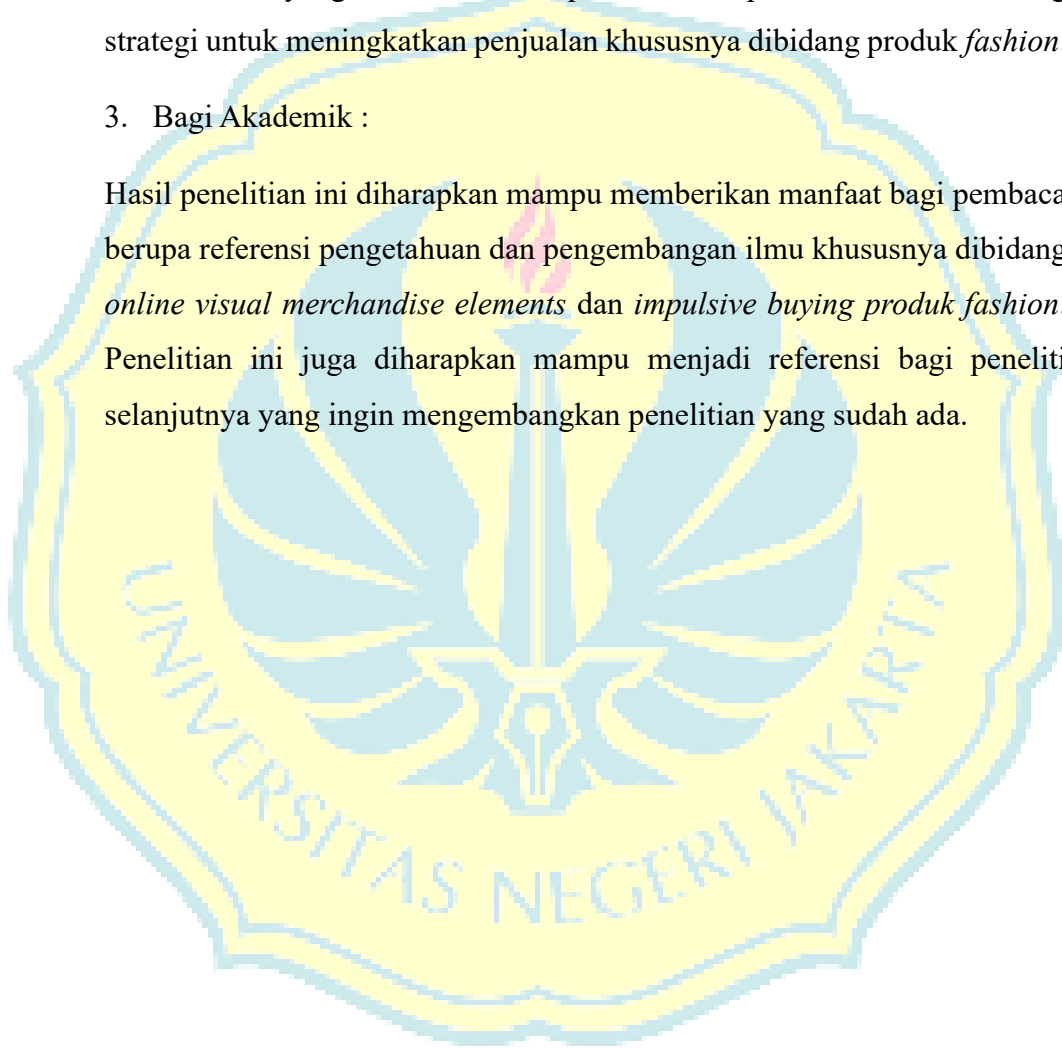 strategi untuk meningkatkan penjualan khususnya dibidang produk fashion.
3. Bagi Akademik :
Hasil penelitian ini diharapkan mampu memberikan manfaat bagi pembaca
berupa referensi pengetahuan dan pengembangan ilmu khususnya dibidang
online visual merchandise elements dan impulsive buying produk fashion.
Penelitian ini juga diharapkan mampu menjadi referensi bagi peneliti
selanjutnya yang ingin mengembangkan penelitian yang sudah ada.
UNIVERSITAS NEGERI JAKARTA